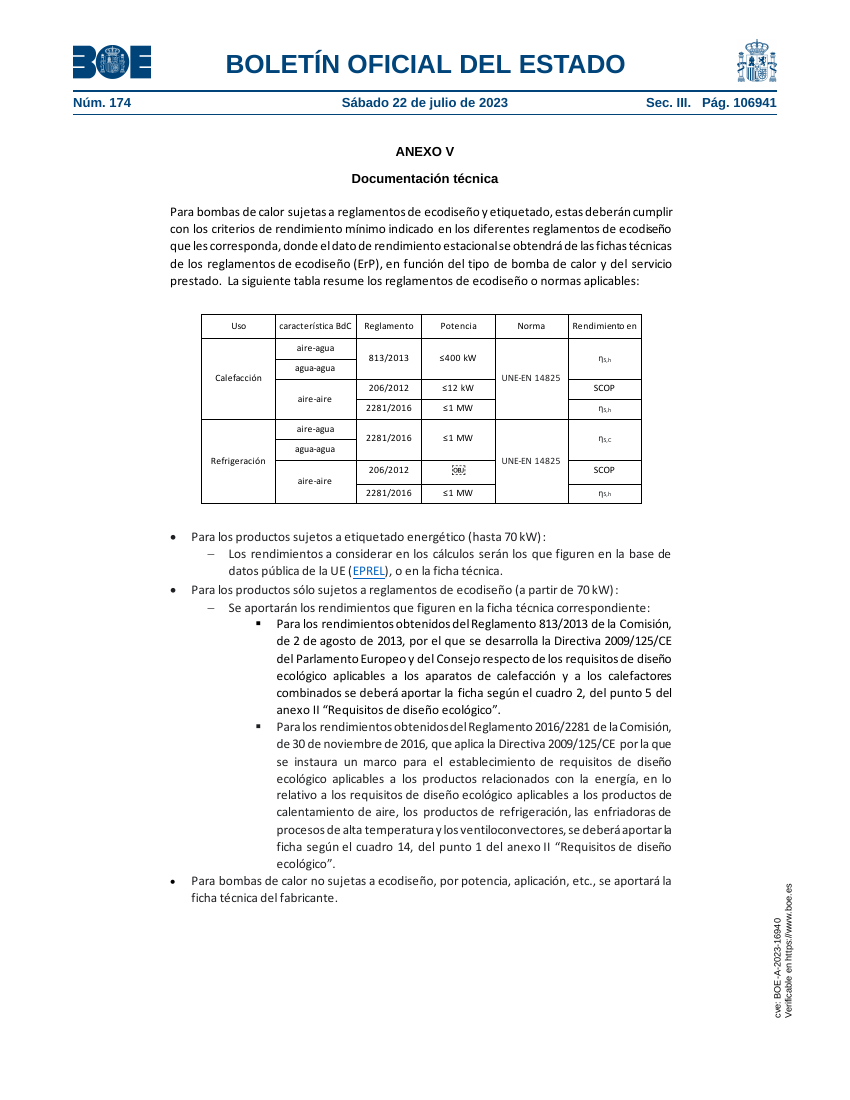 BOE
BOLETÍN OFICIAL DEL ESTADO
Núm. 174 Sábado 22 de julio de 2023 Sec. III. Pág. 106941
ANEXO V
Documentación técnica
Para bombas de calor sujetas a reglamentos de ecodiseño y etiquetado, estas deberán cumplir
con los criterios de rendimiento mínimo indicado en los diferentes reglamentos de ecodiseño
que les corresponda, donde el dato de rendimiento estacional se obtendrá de las fichas técnicas
de los reglamentos de ecodiseño (ErP), en función del tipo de bomba de calor y del servicio
prestado. La siguiente tabla resume los reglamentos de ecodiseño o normas aplicables:
Uso característica BdC Reglamento Potencia Norma Rendimiento en
Calefacción aire-agua 813/2013 ≤400 kW UNE-EN 14825 ηS,h
agua-agua
aire-aire 206/2012 ≤12 kW SCOP
2281/2016 ≤1 MW ηS,h
Refrigeración aire-agua 2281/2016 ≤1 MW UNE-EN 14825 ηS,C
agua-agua
aire-aire 206/2012 OBJ SCOP
2281/2016 ≤1 MW ηS,h
• Para los productos sujetos a etiquetado energético (hasta 70 kW):
– Los rendimientos a considerar en los cálculos serán los que figuren en la base de
datos pública de la UE (EPREL), o en la ficha técnica.
• Para los productos sólo sujetos a reglamentos de ecodiseño (a partir de 70 kW):
– Se aportarán los rendimientos que figuren en la ficha técnica correspondiente:
▪ Para los rendimientos obtenidos del Reglamento 813/2013 de la Comisión,
de 2 de agosto de 2013, por el que se desarrolla la Directiva 2009/125/CE
del Parlamento Europeo y del Consejo respecto de los requisitos de diseño
ecológico aplicables a los aparatos de calefacción y a los calefactores
combinados se deberá aportar la ficha según el cuadro 2, del punto 5 del
anexo II “Requisitos de diseño ecológico”.
▪ Para los rendimientos obtenidos del Reglamento 2016/2281 de la Comisión,
de 30 de noviembre de 2016, que aplica la Directiva 2009/125/CE por la que
se instaura un marco para el establecimiento de requisitos de diseño
ecológico aplicables a los productos relacionados con la energía, en lo
relativo a los requisitos de diseño ecológico aplicables a los productos de
calentamiento de aire, los productos de refrigeración, las enfriadoras de
procesos de alta temperatura y los ventiloconvectores, se deberá aportar la
ficha según el cuadro 14, del punto 1 del anexo II “Requisitos de diseño
ecológico”.
• Para bombas de calor no sujetas a ecodiseño, por potencia, aplicación, etc., se aportará la
ficha técnica del fabricante.
cve: BOE-A-2023-16940
Verificable en https://www.boe.es